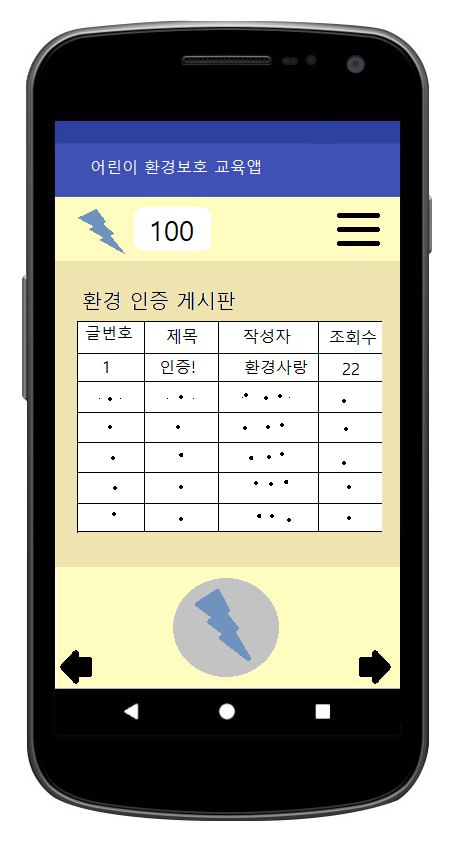 어린이 환경보호 교육앱
100
환경 인증 게시판
글번호 제목 작성자 조회수
1 인증! 환경사랑 22